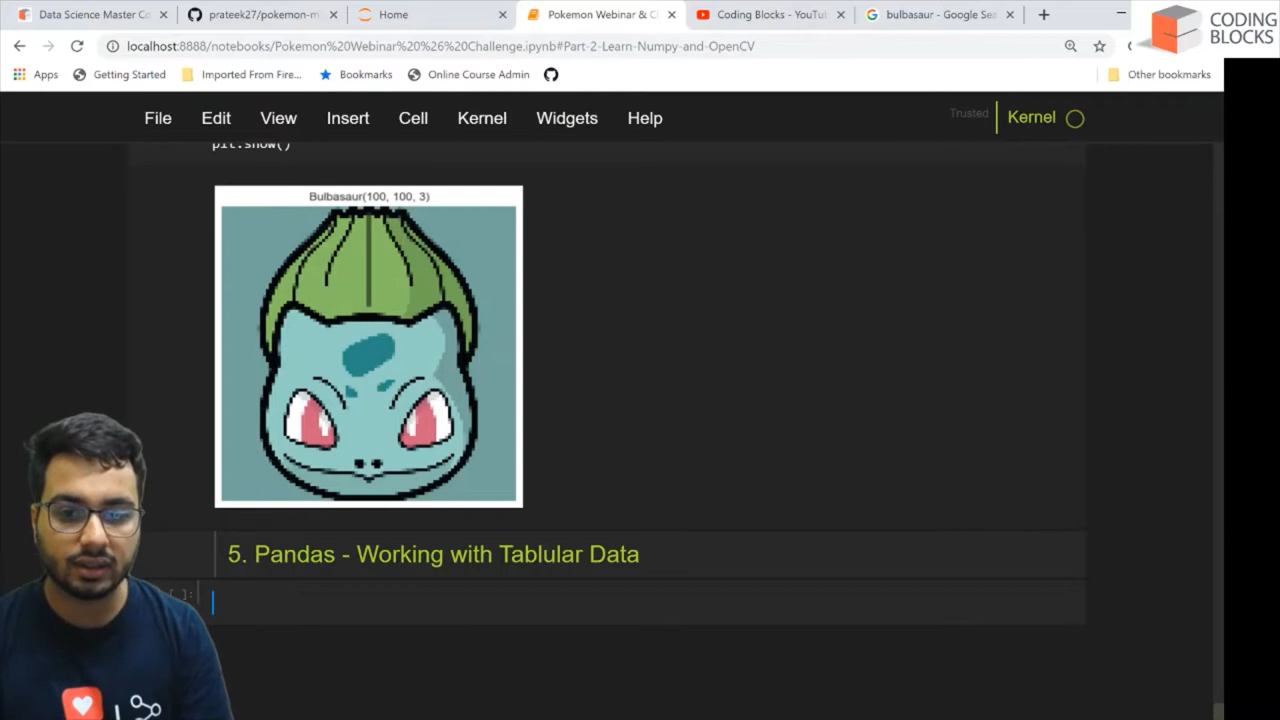 Data Science Master Co
prateek27/pokemon-m
Home
Pokemon Webinar & C
Coding Blocks - YouTu
bulbasaur - Google Sea
CODING
BLOCKS
localhost:8888/notebooks/Pokemon%20Webinar%20%26%20Challenge.ipynb#Part-2-Learn-Numpy-and-OpenCV
Apps
Getting Started
Imported From Fire...
Bookmarks
Online Course Admin
Other bookmarks
File
Edit
View
Insert
Cell
Kernel
Widgets
Help
Trusted
Kernel
plt.show()
Bulbasaur(100, 100, 3)
5. Pandas - Working with Tablular Data
[ ]: